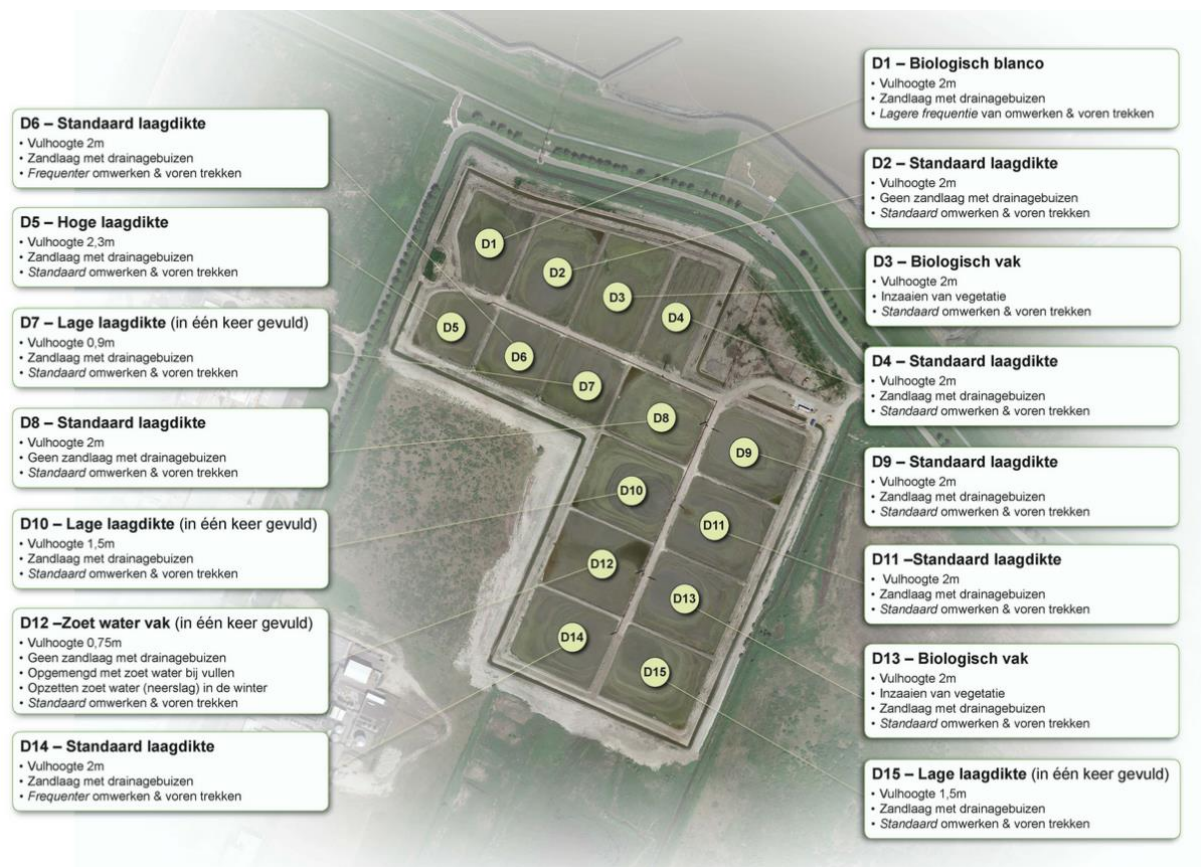 D6 – Standaard laagdikte
• Vulhoogte 2m
• Zandlaag met drainagebuizen
• Frequenter omwerken & voren trekken
D5 - Hoge laagdikte
• Vulhoogte 2,3m
• Zandlaag met drainagebuizen
• Standaard omwerken & voren trekken
D7 – Lage laagdikte (in één keer gevuld)
• Vulhoogte 0,9m
• Zandlaag met drainagebuizen
• Standaard omwerken & voren trekken
D8 – Standaard laagdikte
• Vulhoogte 2m
• Geen zandlaag met drainagebuizen
• Standaard omwerken & voren trekken
D10 – Lage laagdikte (in één keer gevuld)
• Vulhoogte 1,5m
• Zandlaag met drainagebuizen
• Standaard omwerken & voren trekken
D12 –Zoet water vak (in één keer gevuld)
• Vulhoogte 0,75m
• Geen zandlaag met drainagebuizen
• Opgemengd met zoet water bij vullen
• Opzetten zoet water (neerslag) in de winter
• Standaard omwerken & voren trekken
D14 – Standaard laagdikte
• Vulhoogte 2m
• Zandlaag met drainagebuizen
• Frequenter omwerken & voren trekken
D1
D2
D3
D4
D5
D6
D7
D8
D9
D10
D11
D12
D13
D14
D15
D1 – Biologisch blanco
• Vulhoogte 2m
• Zandlaag met drainagebuizen
• Lagere frequentie van omwerken & voren trekken
D2 – Standaard laagdikte
• Vulhoogte 2m
• Geen zandlaag met drainagebuizen
• Standaard omwerken & voren trekken
D3 – Biologisch vak
• Vulhoogte 2m
• Inzaaien van vegetatie
• Standaard omwerken & voren trekken
D4 – Standaard laagdikte
• Vulhoogte 2m
• Zandlaag met drainagebuizen
• Standaard omwerken & voren trekken
D9 – Standaard laagdikte
• Vulhoogte 2m
• Zandlaag met drainagebuizen
• Standaard omwerken & voren trekken
D11 –Standaard laagdikte
• Vulhoogte 2m
• Zandlaag met drainagebuizen
• Standaard omwerken & voren trekken
D13 – Biologisch vak
• Vulhoogte 2m
• Inzaaien van vegetatie
• Zandlaag met drainagebuizen
• Standaard omwerken & voren trekken
D15 – Lage laagdikte (in één keer gevuld)
• Vulhoogte 1,5m
• Zandlaag met drainagebuizen
• Standaard omwerken & voren trekken